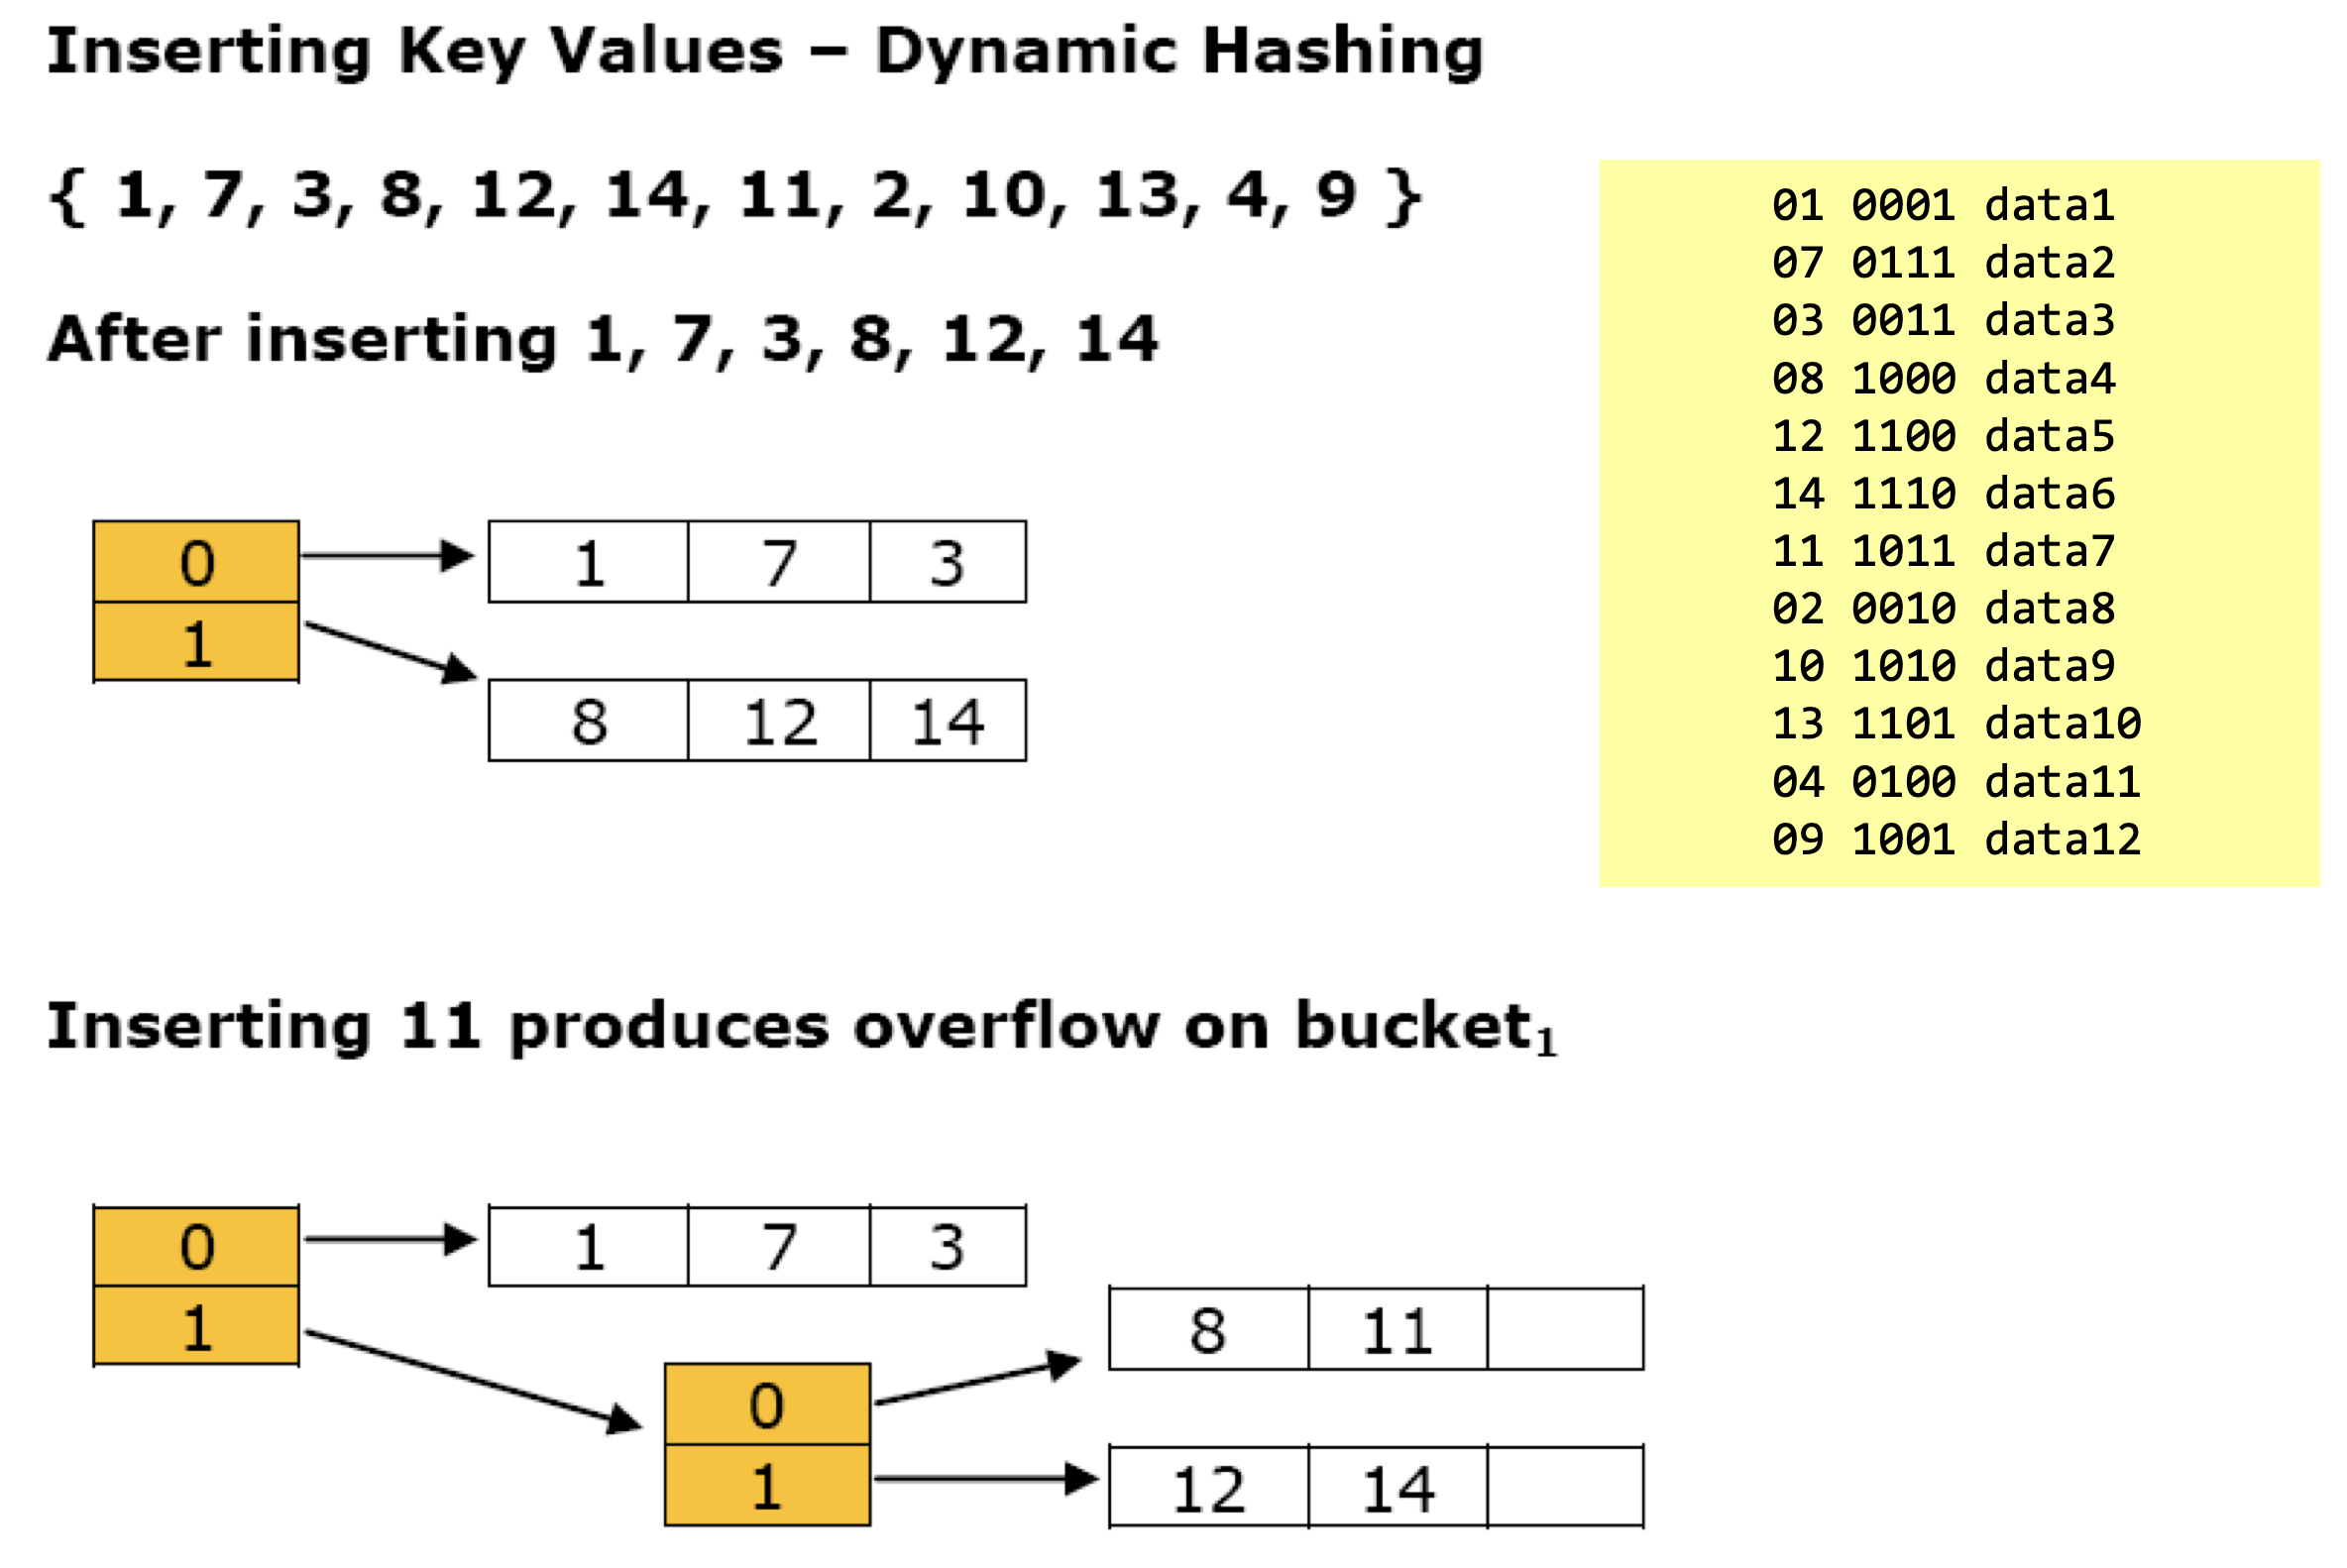 Inserting Key Values – Dynamic Hashing
{ 1, 7, 3, 8, 12, 14, 11, 2, 10, 13, 4, 9 }
After inserting 1, 7, 3, 8, 12, 14
01 0001 data1
07 0111 data2
03 0011 data3
08 1000 data4
12 1100 data5
14 1110 data6
11 1011 data7
02 0010 data8
10 1010 data9
13 1101 data10
04 0100 data11
09 1001 data12
0 1 7 3
1
8 12 14
Inserting 11 produces overflow on bucket₁
0 1 7 3
1 8 11
0
1 12 14